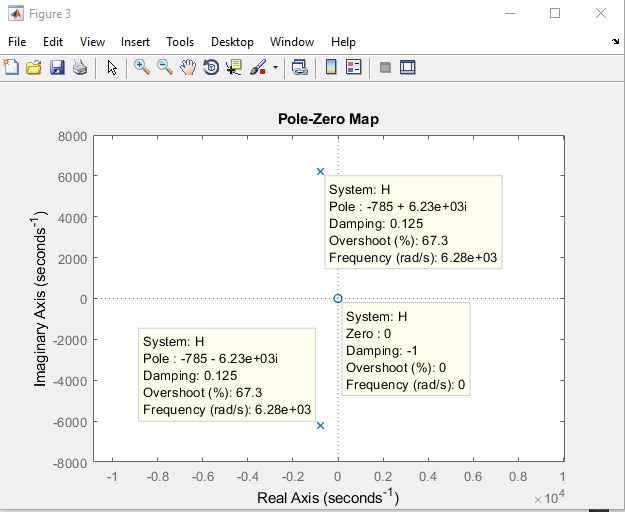 Figure 3
File Edit View Insert Tools Desktop Window Help
Pole-Zero Map
8000
6000
4000
2000
0
-2000
-4000
-6000
-8000
Imaginary Axis (seconds⁻¹)
System: H
Pole : -785 + 6.23e+03i
Damping: 0.125
Overshoot (%): 67.3
Frequency (rad/s): 6.28e+03
System: H
Zero : 0
Damping: -1
Overshoot (%): 0
Frequency (rad/s): 0
System: H
Pole : -785 - 6.23e+03i
Damping: 0.125
Overshoot (%): 67.3
Frequency (rad/s): 6.28e+03
-1 -0.8 -0.6 -0.4 -0.2 0 0.2 0.4 0.6 0.8 1
×10⁴
Real Axis (seconds⁻¹)